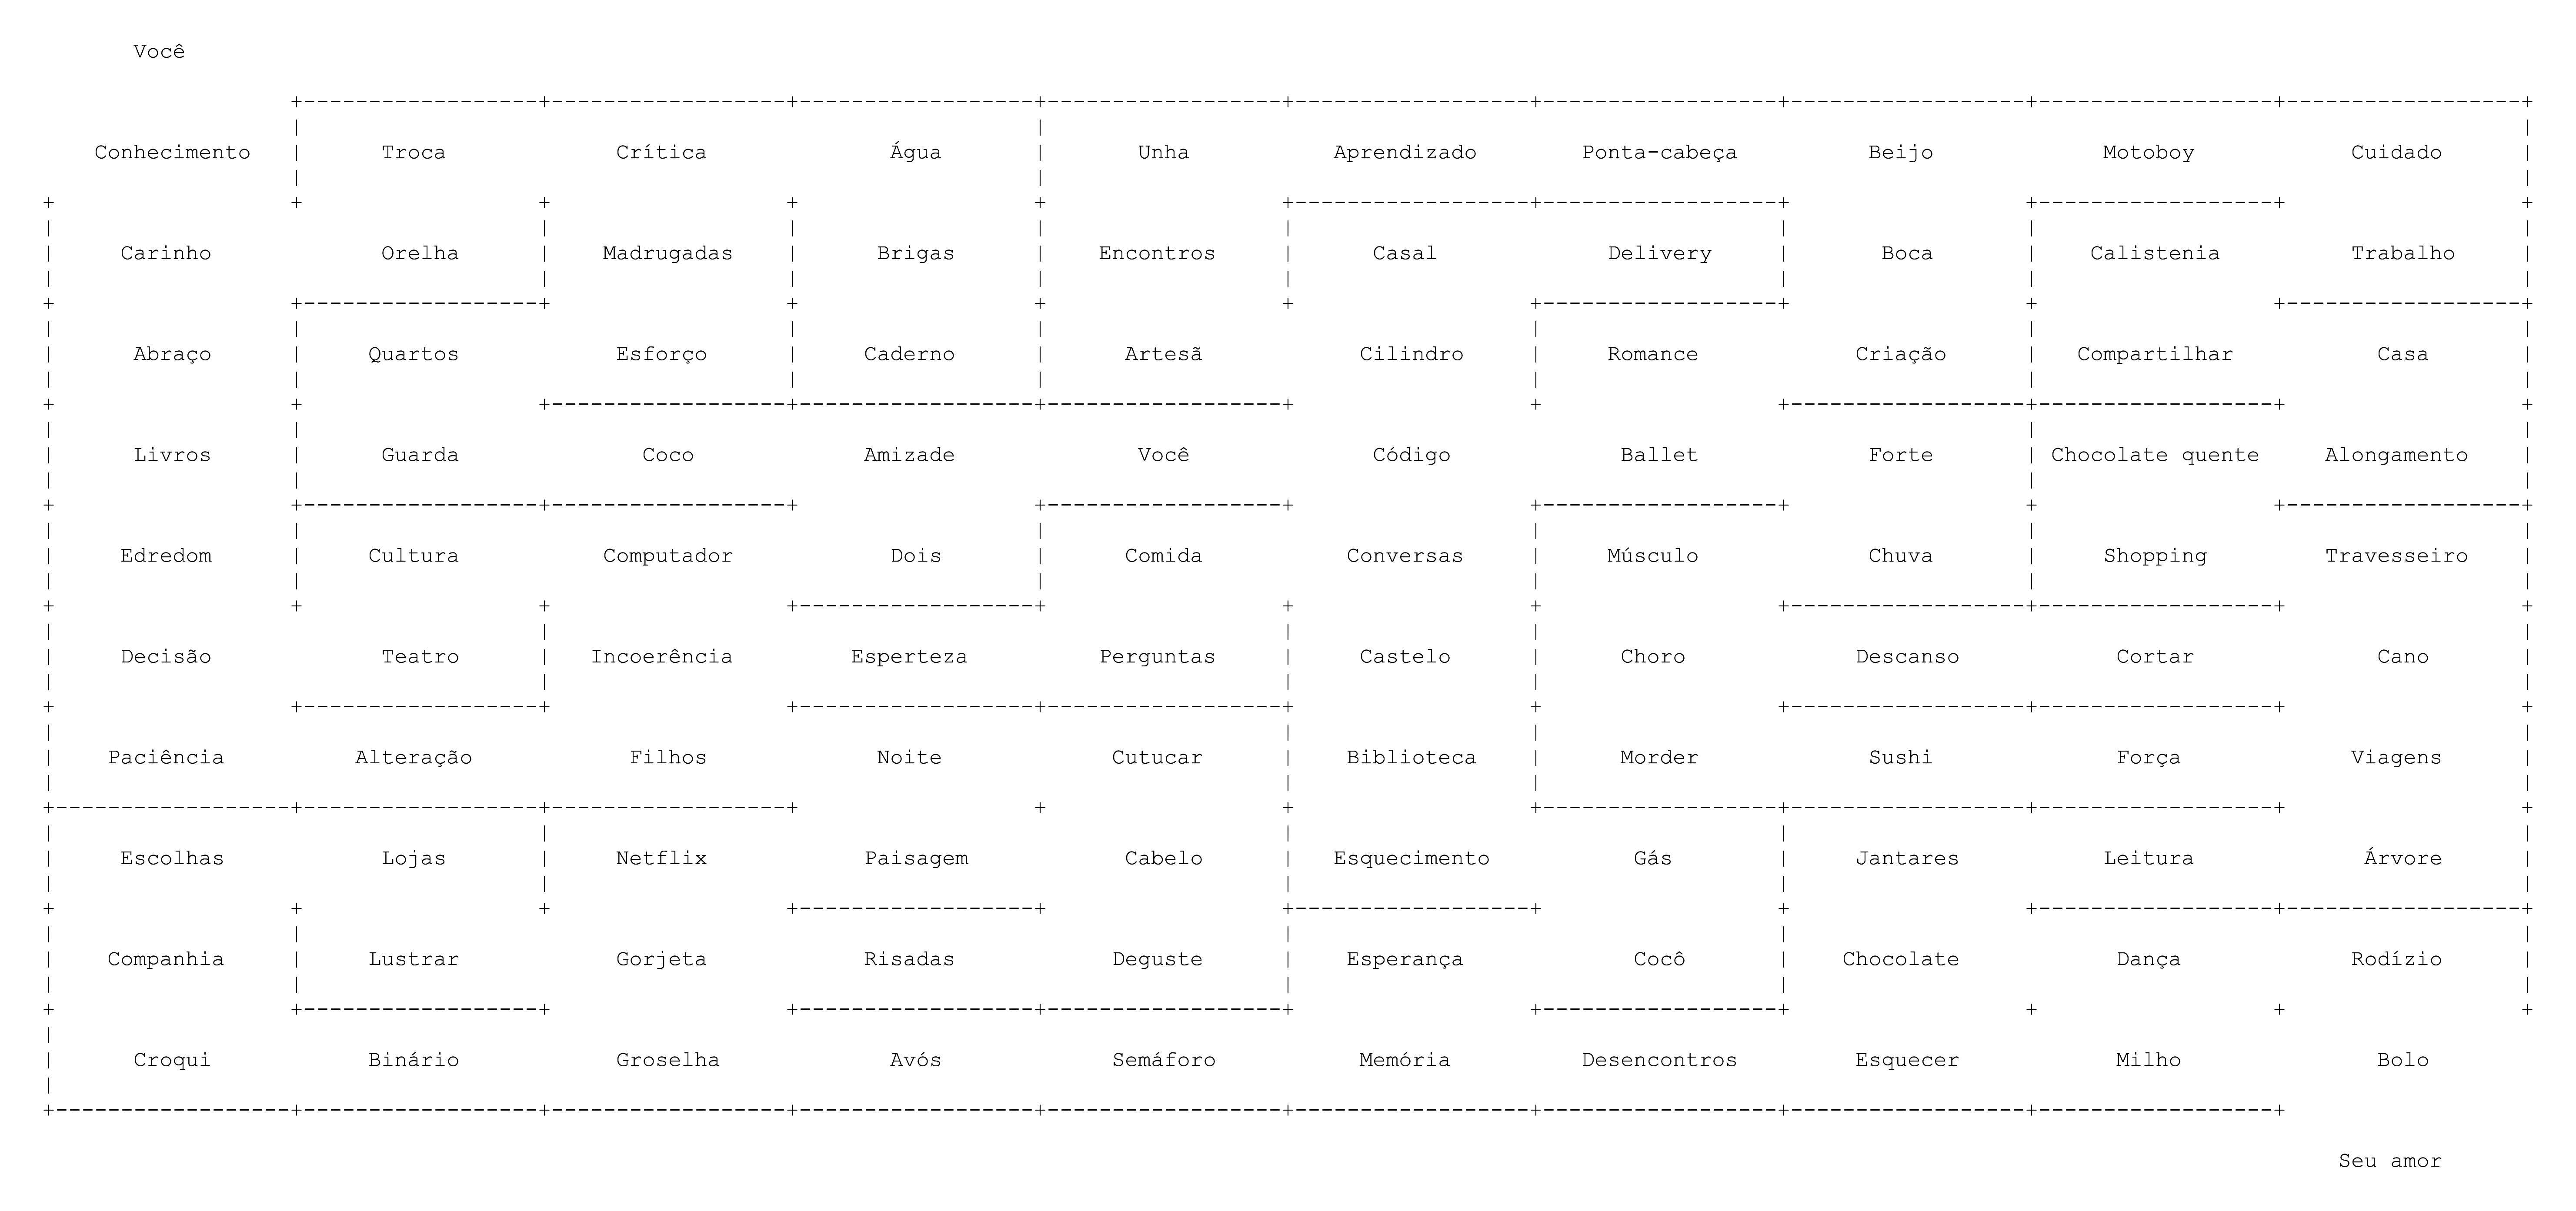 Você
Conhecimento Troca Crítica Água Unha Aprendizado Ponta-cabeça Beijo Motoboy Cuidado
Carinho Orelha Madrugadas Brigas Encontros Casal Delivery Boca Calistenia Trabalho
Abraço Quartos Esforço Caderno Artesã Cilindro Romance Criação Compartilhar Casa
Livros Guarda Coco Amizade Você Código Ballet Forte Chocolate quente Alongamento
Edredom Cultura Computador Dois Comida Conversas Músculo Chuva Shopping Travesseiro
Decisão Teatro Incoerência Esperteza Perguntas Castelo Choro Descanso Cortar Cano
Paciência Alteração Filhos Noite Cutucar Biblioteca Morder Sushi Força Viagens
Escolhas Lojas Netflix Paisagem Cabelo Esquecimento Gás Jantares Leitura Árvore
Companhia Lustrar Gorjeta Risadas Deguste Esperança Cocô Chocolate Dança Rodízio
Croqui Binário Groselha Avós Semáforo Memória Desencontros Esquecer Milho Bolo
Seu amor